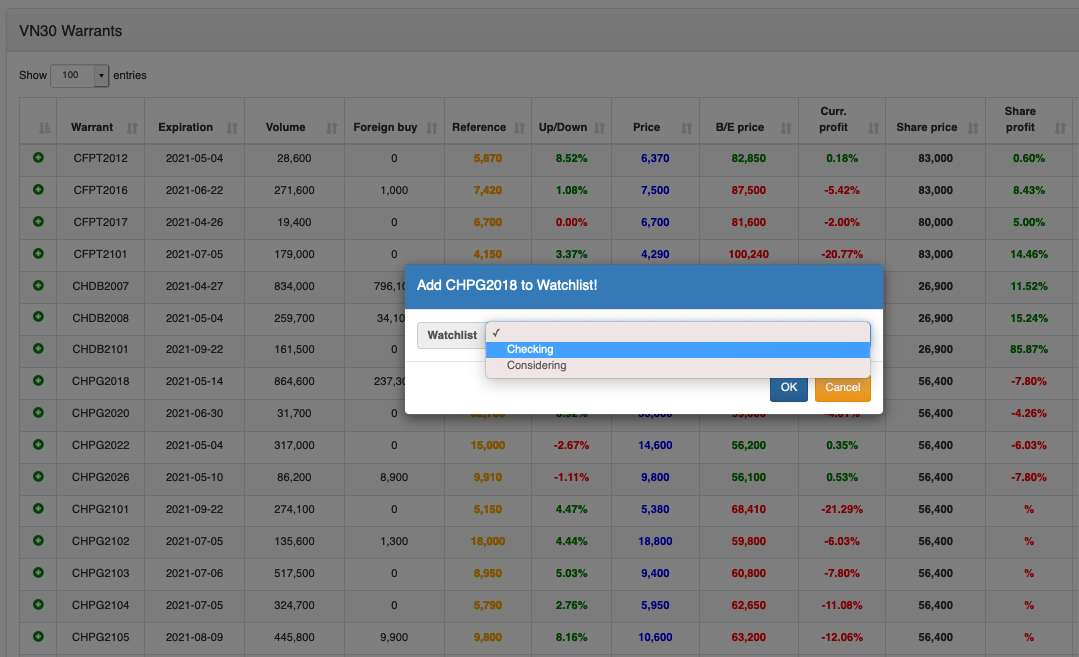 VN30 Warrants
Show 100 entries
Warrant Expiration Volume Foreign buy Reference Up/Down Price B/E price Curr. profit Share price Share profit
CFPT2012 2021-05-04 28,600 0 5,870 8.52% 6,370 82,850 0.18% 83,000 0.60%
CFPT2016 2021-06-22 271,600 1,000 7,420 1.08% 7,500 87,500 -5.42% 83,000 8.43%
CFPT2017 2021-04-26 19,400 0 6,700 0.00% 6,700 81,600 -2.00% 80,000 5.00%
CFPT2101 2021-07-05 179,000 0 4,150 3.37% 4,290 100,240 -20.77% 83,000 14.46%
CHDB2007 2021-04-27 834,000 26,900 11.52%
CHDB2008 2021-05-04 259,700 26,900 15.24%
CHDB2101 2021-09-22 161,500 0 26,900 85.87%
CHPG2018 2021-05-14 864,600 56,400 -7.80%
CHPG2020 2021-06-30 31,700 0 56,400 -4.26%
CHPG2022 2021-05-04 317,000 0 15,000 -2.67% 14,600 56,200 0.35% 56,400 -6.03%
CHPG2026 2021-05-10 86,200 8,900 9,910 -1.11% 9,800 56,100 0.53% 56,400 -7.80%
CHPG2101 2021-09-22 274,100 0 5,150 4.47% 5,380 68,410 -21.29% 56,400 %
CHPG2102 2021-07-05 135,600 1,300 18,000 4.44% 18,800 59,800 -6.03% 56,400 %
CHPG2103 2021-07-06 517,500 0 8,950 5.03% 9,400 60,800 -7.80% 56,400 %
CHPG2104 2021-07-05 324,700 0 5,790 2.76% 5,950 62,650 -11.08% 56,400 %
CHPG2105 2021-08-09 445,800 9,900 9,800 8.16% 10,600 63,200 -12.06% 56,400 %
Add CHPG2018 to Watchlist!
Watchlist ✓
Checking
Considering
OK Cancel